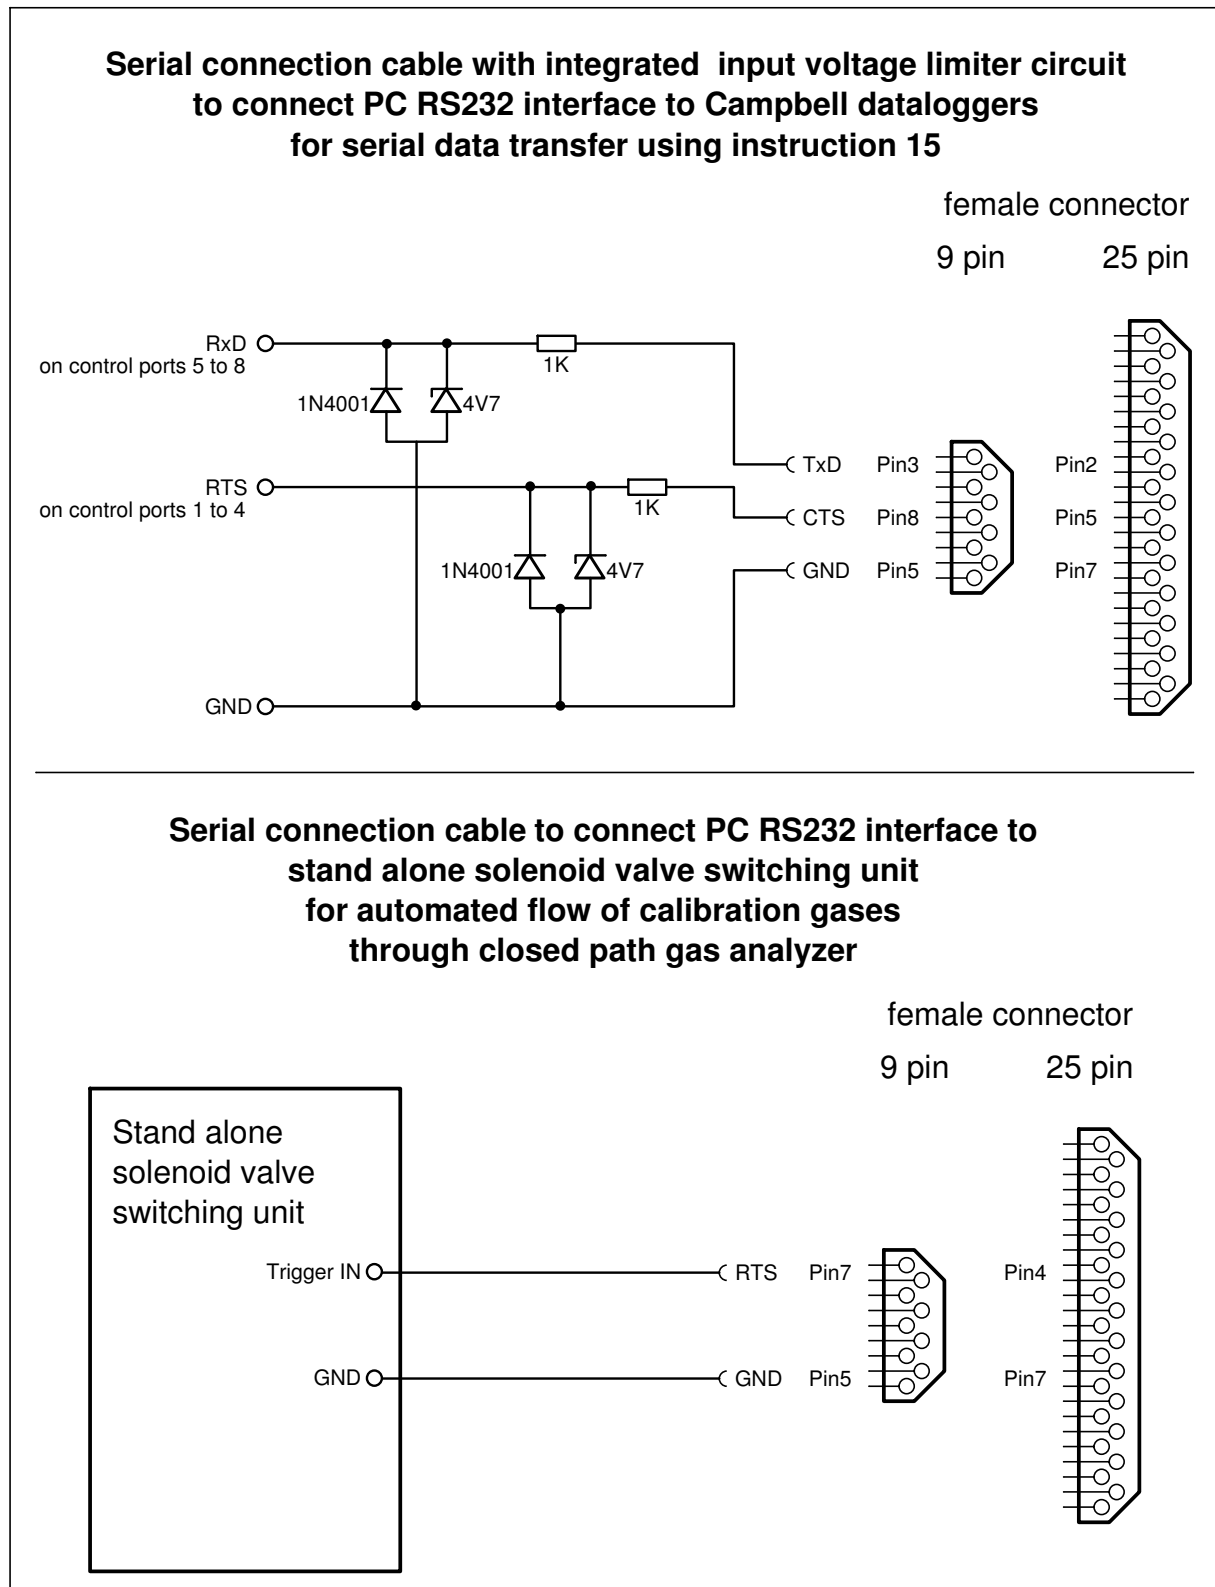 Serial connection cable with integrated  input voltage limiter circuit
to connect PC RS232 interface to Campbell dataloggers
for serial data transfer using instruction 15
female connector
9 pin 25 pin
RxD
on control ports 5 to 8
1K
1N4001 4V7
TxD Pin3 Pin2
RTS
on control ports 1 to 4
1K
CTS Pin8 Pin5
1N4001 4V7
GND Pin5 Pin7
GND
Serial connection cable to connect PC RS232 interface to
stand alone solenoid valve switching unit
for automated flow of calibration gases
through closed path gas analyzer
female connector
9 pin 25 pin
Stand alone
solenoid valve
switching unit
Trigger IN RTS Pin7 Pin4
GND GND Pin5 Pin7